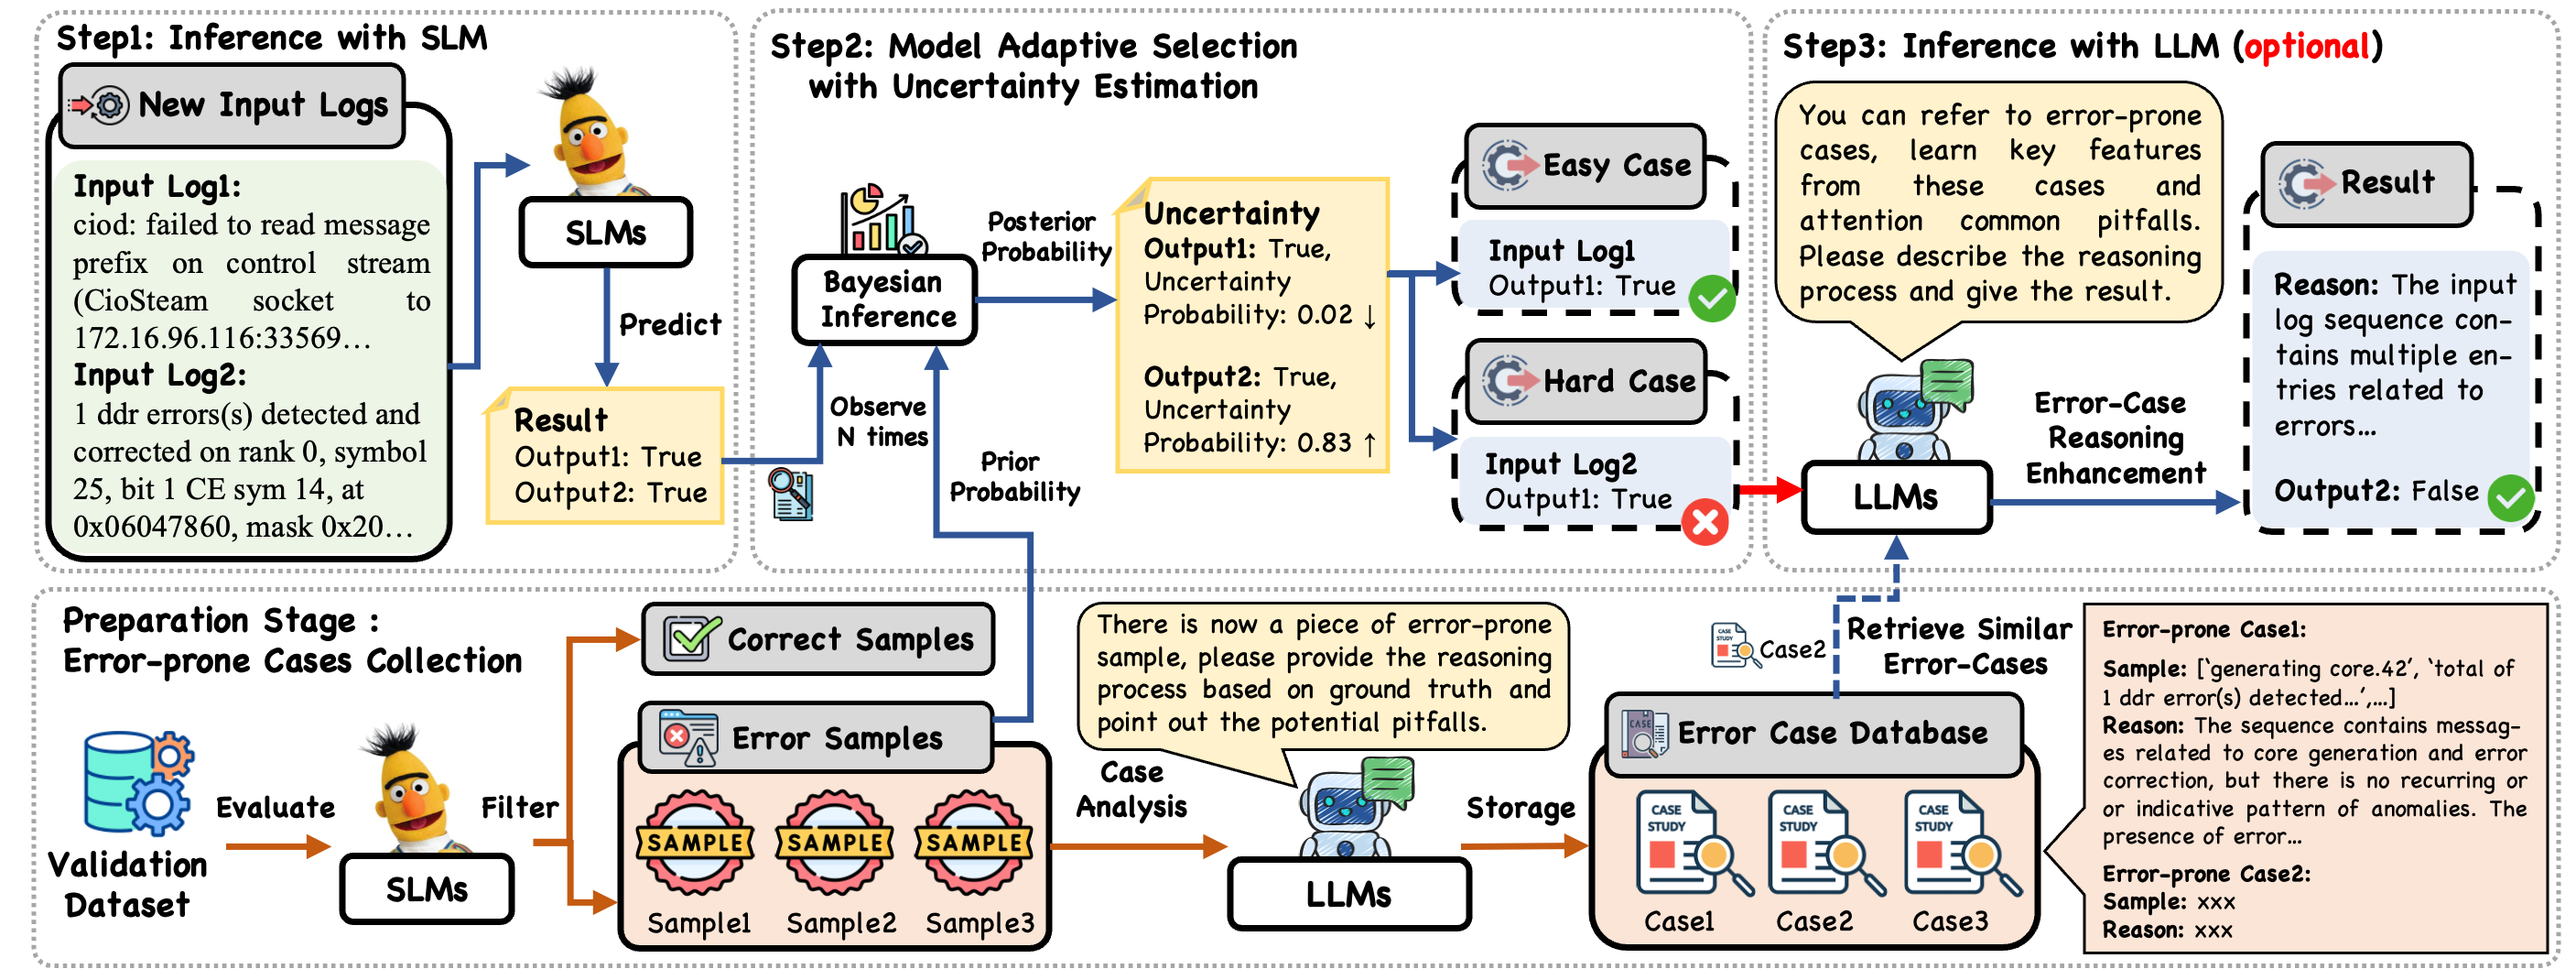 Step1: Inference with SLM
New Input Logs
Input Log1:
ciod: failed to read message
prefix on control stream
(CioSteam socket to
172.16.96.116:33569...
Input Log2:
1 ddr errors(s) detected and
corrected on rank 0, symbol
25, bit 1 CE sym 14, at
0x06047860, mask 0x20...
SLMs
Predict
Result
Output1: True
Output2: True
Step2: Model Adaptive Selection
with Uncertainty Estimation
Bayesian
Inference
Observe
N times
Prior
Probability
Posterior
Probability
Uncertainty
Output1: True,
Uncertainty
Probability: 0.02 ↓
Output2: True,
Uncertainty
Probability: 0.83 ↑
Easy Case
Input Log1
Output1: True
Hard Case
Input Log2
Output1: True
Step3: Inference with LLM (optional)
You can refer to error-prone
cases, learn key features
from these cases and
attention common pitfalls.
Please describe the reasoning
process and give the result.
LLMs
Error-Case
Reasoning
Enhancement
Result
Reason: The input
log sequence con-
tains multiple en-
tries related to
errors...
Output2: False
Preparation Stage :
Error-prone Cases Collection
Validation
Dataset
Evaluate
SLMs
Filter
Correct Samples
Error Samples
SAMPLE
SAMPLE
SAMPLE
Sample1
Sample2
Sample3
Case
Analysis
There is now a piece of error-prone
sample, please provide the reasoning
process based on ground truth and
point out the potential pitfalls.
LLMs
Storage
CASE
STUDY
Case2
Retrieve Similar
Error-Cases
CASE
Error Case Database
CASE
STUDY
CASE
STUDY
CASE
STUDY
Case1
Case2
Case3
Error-prone Case1:
Sample: [‘generating core.42’, ‘total of
1 ddr error(s) detected...’,...]
Reason: The sequence contains messag-
es related to core generation and error
correction, but there is no recurring or
or indicative pattern of anomalies. The
presence of error...
Error-prone Case2:
Sample: xxx
Reason: xxx